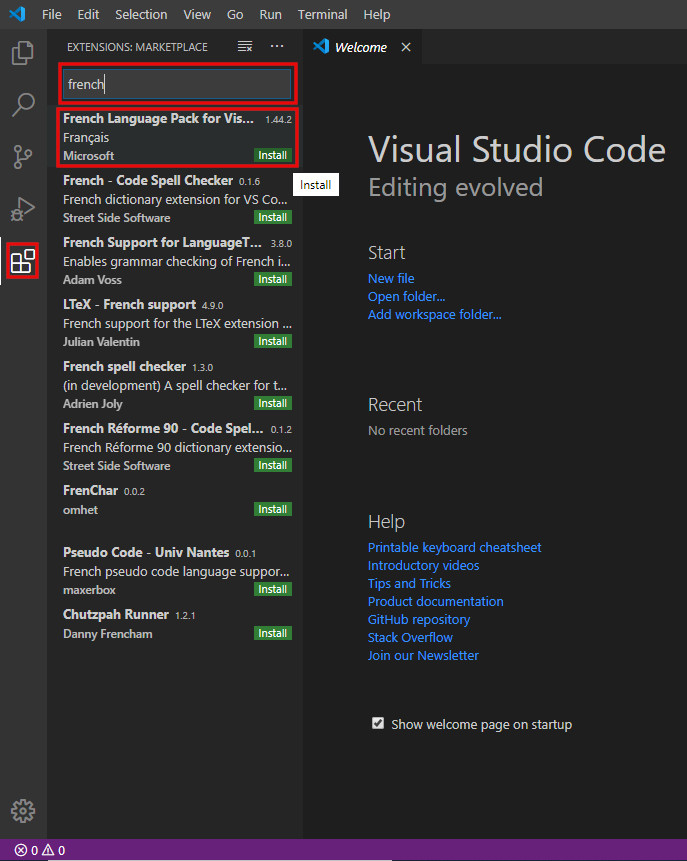 File Edit Selection View Go Run Terminal Help
EXTENSIONS: MARKETPLACE
Welcome
french
French Language Pack for Vis... 1.44.2
Français
Microsoft Install
Install
French - Code Spell Checker 0.1.6
French dictionary extension for VS Co...
Street Side Software Install
French Support for LanguageT... 3.8.0
Enables grammar checking of French i...
Adam Voss Install
LTeX - French support 4.9.0
French support for the LTeX extension ...
Julian Valentin Install
French spell checker 1.3.0
(in development) A spell checker for t...
Adrien Joly Install
French Réforme 90 - Code Spel... 0.1.2
French Réforme 90 dictionary extensio...
Street Side Software Install
FrenChar 0.0.2
omhet Install
Pseudo Code - Univ Nantes 0.0.1
French pseudo code language suppor...
maxerbox Install
Chutzpah Runner 1.2.1
Danny Frencham Install
Visual Studio Code
Editing evolved
Start
New file
Open folder...
Add workspace folder...
Recent
No recent folders
Help
Printable keyboard cheatsheet
Introductory videos
Tips and Tricks
Product documentation
GitHub repository
Stack Overflow
Join our Newsletter
Show welcome page on startup
0 0